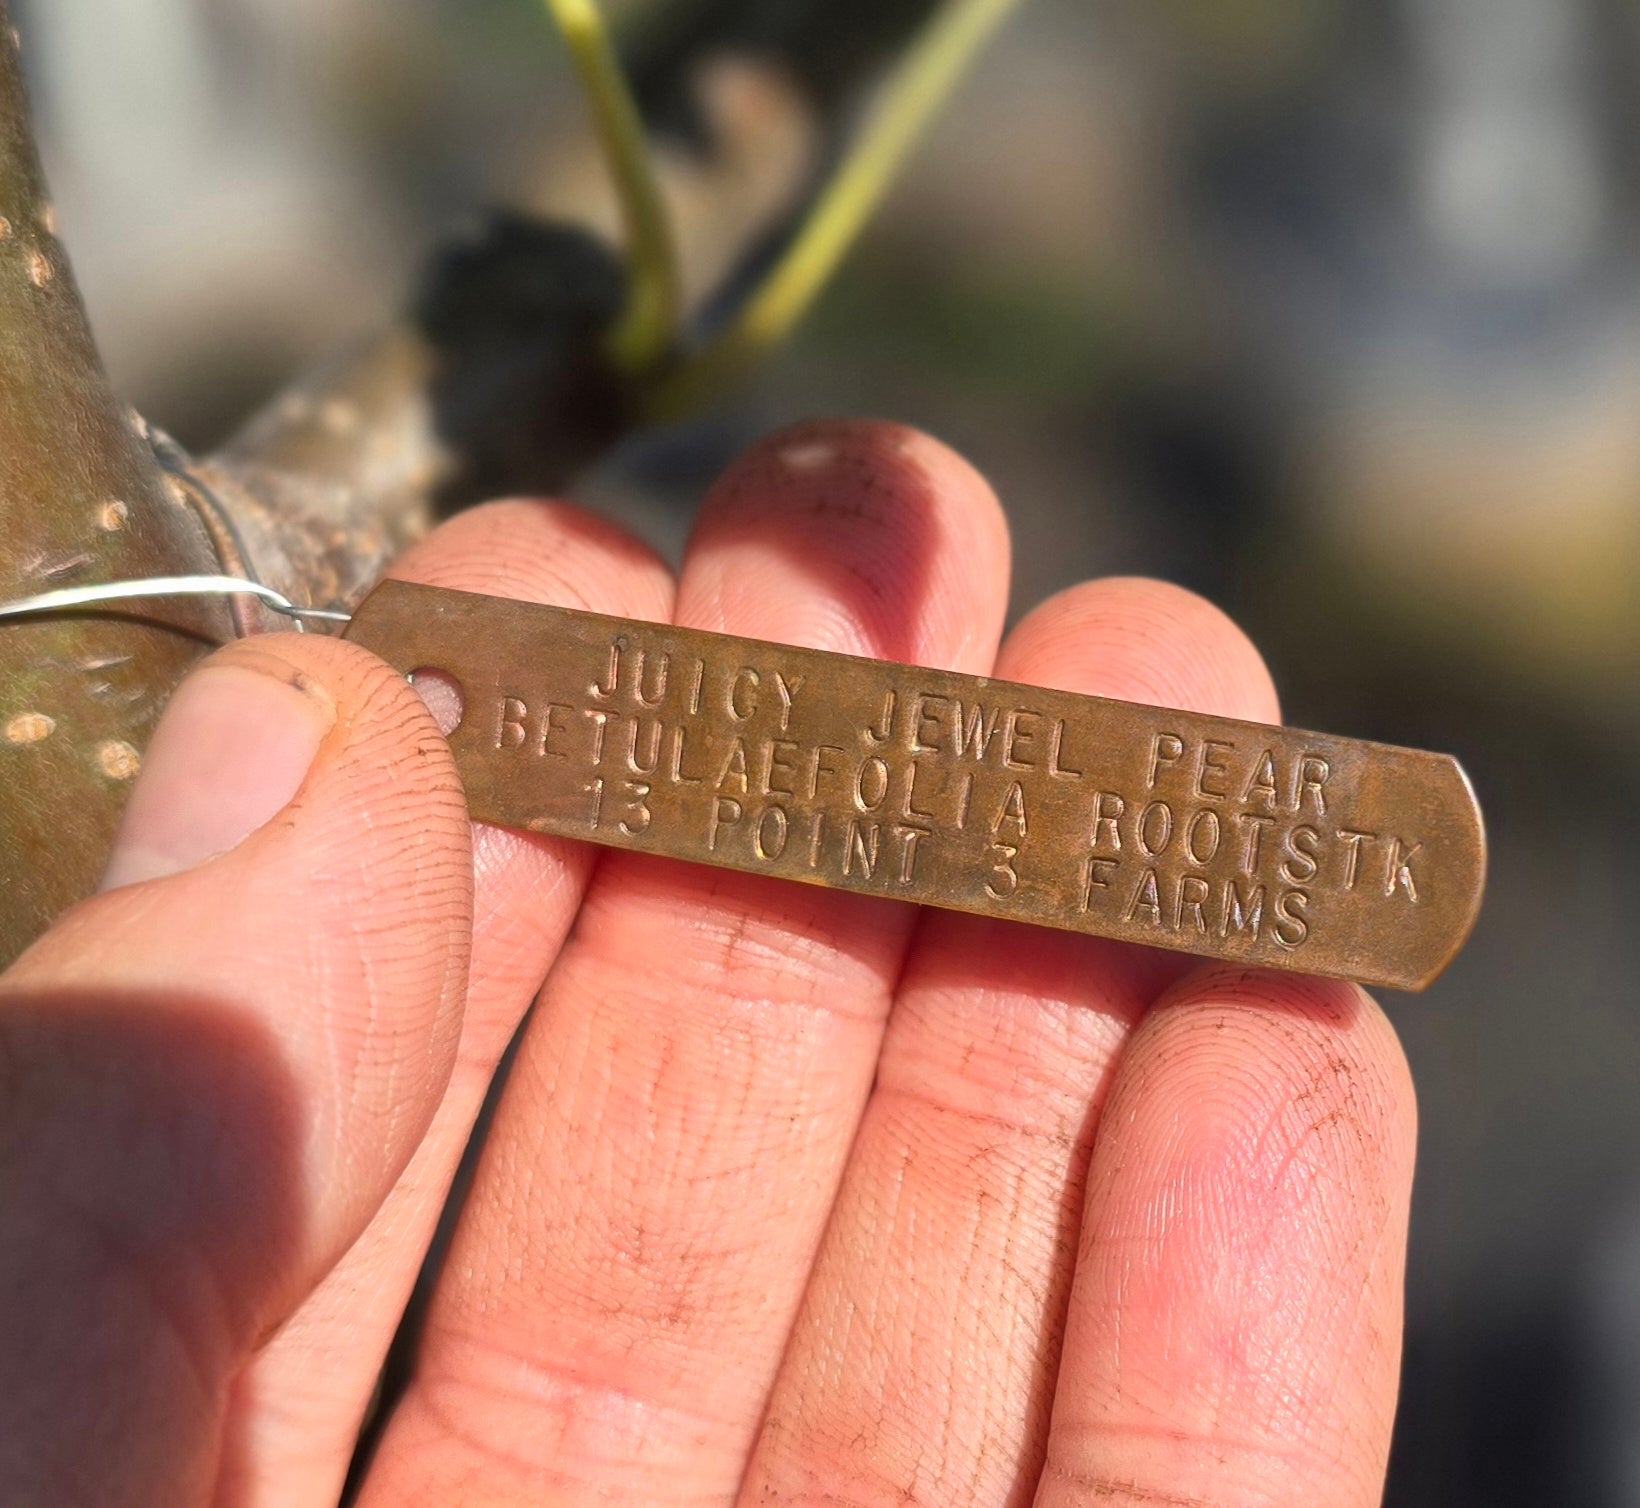 JUICY JEWEL PEAR
BETULAEFOLIA ROOTSTK
13 POINT 3 FARMS